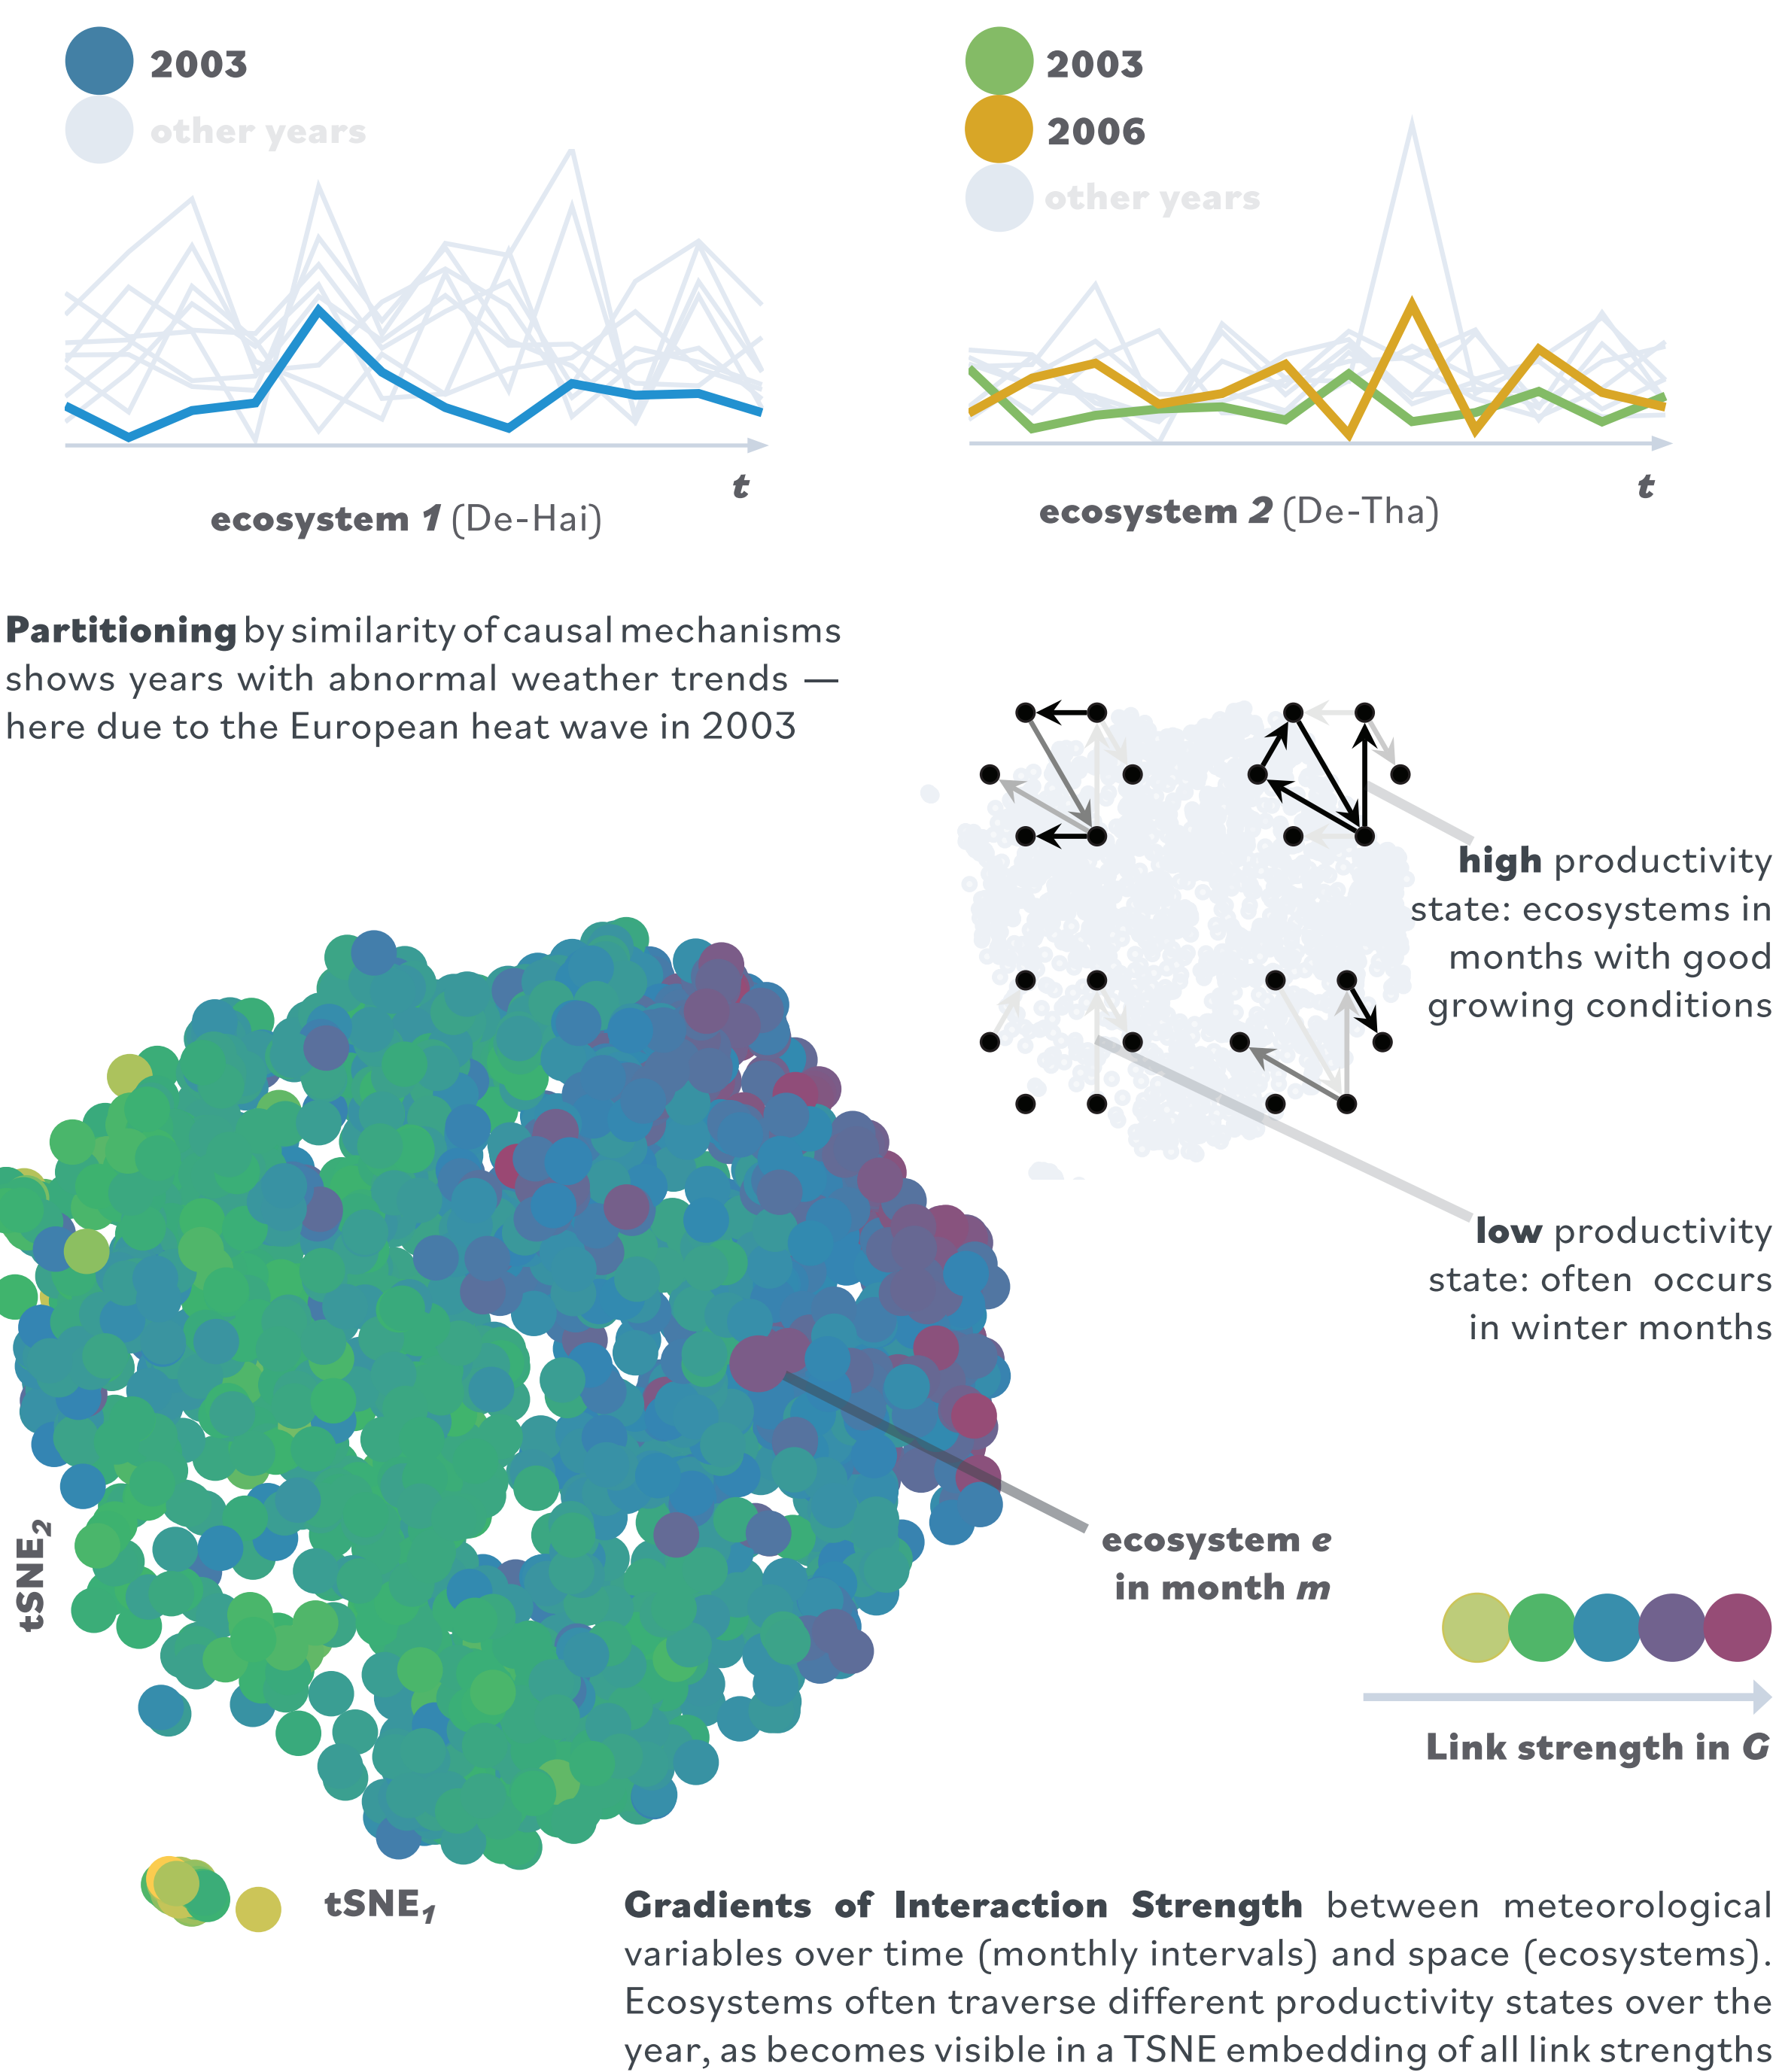 2003
other years
2003
2006
other years
t
ecosystem 1 (De-Hai)
t
ecosystem 2 (De-Tha)
Partitioning by similarity of causal mechanisms
shows years with abnormal weather trends —
here due to the European heat wave in 2003
high productivity
state: ecosystems in
months with good
growing conditions
low productivity
state: often occurs
in winter months
ecosystem e
in month m
tSNE2
Link strength in G
tSNE1
Gradients of Interaction Strength between meteorological
variables over time (monthly intervals) and space (ecosystems).
Ecosystems often traverse different productivity states over the
year, as becomes visible in a TSNE embedding of all link strengths